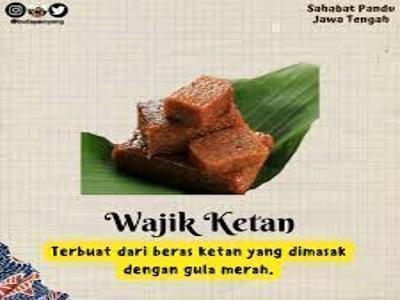 Sahabat Pandu
Jawa Tengah
Wajik Ketan
Terbuat dari beras ketan yang dimasak
dengan gula merah.